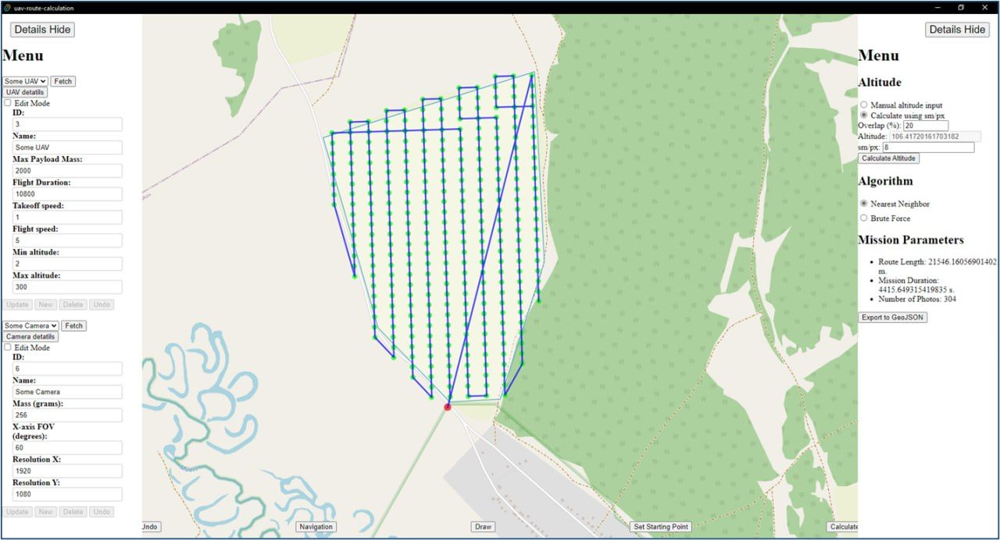 uav-route-calculation
Details Hide
Menu
Some UAV Fetch
UAV detatils
Edit Mode
ID:
3
Name:
Some UAV
Max Payload Mass:
2000
Flight Duration:
10800
Takeoff speed:
1
Flight speed:
5
Min altitude:
2
Max altitude:
300
Update New Delete Undo
Some Camera Fetch
Camera detatils
Edit Mode
ID:
6
Name:
Some Camera
Mass (grams):
256
X-axis FOV
(degrees):
60
Resolution X:
1920
Resolution Y:
1080
Update New Delete Undo
Undo Navigation Draw Set Starting Point Calculate
Details Hide
Menu
Altitude
Manual altitude input
Calculate using sm/px
Overlap (%): 20
Altitude: 106.41720161703182
sm/px: 8
Calculate Altitude
Algorithm
Nearest Neighbor
Brute Force
Mission Parameters
Route Length: 21546.16056901402
m.
Mission Duration:
4415.649315419835 s.
Number of Photos: 304
Export to GeoJSON